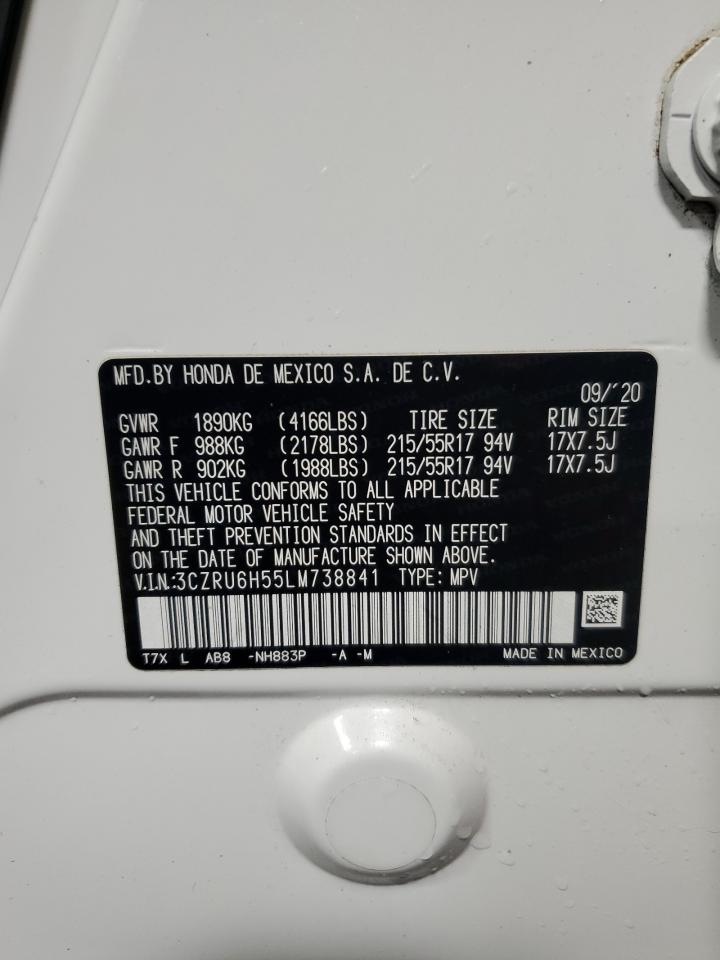 MFD.BY HONDA DE MEXICO S.A. DE C.V.
09/'20
GVWR 1890KG (4166LBS) TIRE SIZE RIM SIZE
GAWR F 988KG (2178LBS) 215/55R17 94V 17X7.5J
GAWR R 902KG (1988LBS) 215/55R17 94V 17X7.5J
THIS VEHICLE CONFORMS TO ALL APPLICABLE
FEDERAL MOTOR VEHICLE SAFETY
AND THEFT PREVENTION STANDARDS IN EFFECT
ON THE DATE OF MANUFACTURE SHOWN ABOVE.
V.I.N.:3CZRU6H55LM738841 TYPE: MPV
T7X L AB8 -NH883P -A -M MADE IN MEXICO